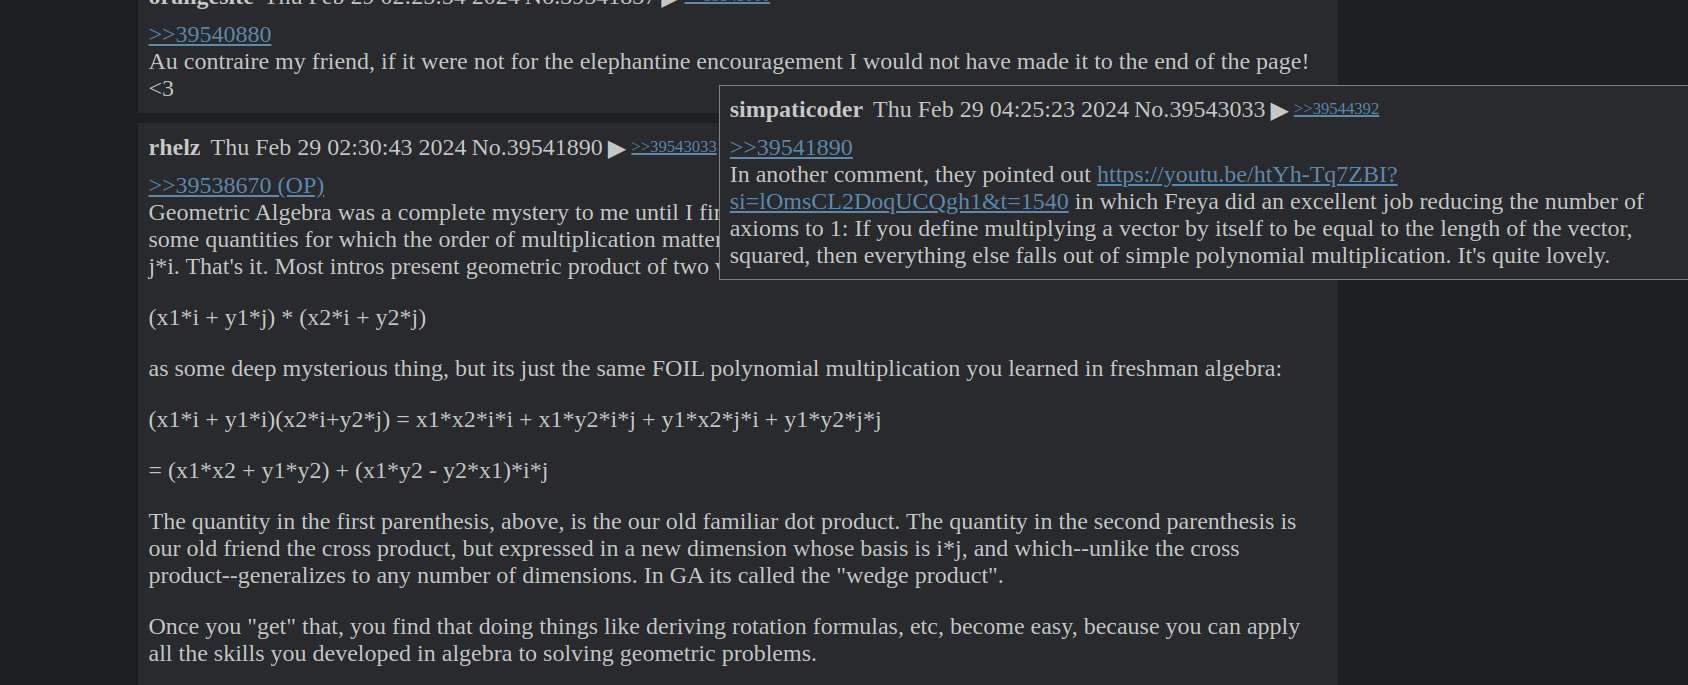 orangesite Thu Feb 29 02:25:54 2024 No.39541857 ▶
>>39540880
Au contraire my friend, if it were not for the elephantine encouragement I would not have made it to the end of the page!
<3
rhelz Thu Feb 29 02:30:43 2024 No.39541890 ▶ >>39543033
>>39538670 (OP)
Geometric Algebra was a complete mystery to me until I
some quantities for which the order of multiplication
j*i. That's it. Most intros present geometric product of two
simpaticoder Thu Feb 29 04:25:23 2024 No.39543033 ▶ >>39544392
>>39541890
In another comment, they pointed out https://youtu.be/htYh-Tq7ZBI?
si=lOmsCL2DoqUCQgh1&t=1540 in which Freya did an excellent job reducing the number of
axioms to 1: If you define multiplying a vector by itself to be equal to the length of the vector,
squared, then everything else falls out of simple polynomial multiplication. It's quite lovely.
(x1*i + y1*j) * (x2*i + y2*j)
as some deep mysterious thing, but its just the same FOIL polynomial multiplication you learned in freshman algebra:
(x1*i + y1*i)(x2*i+y2*j) = x1*x2*i*i + x1*y2*i*j + y1*x2*j*i + y1*y2*j*j
= (x1*x2 + y1*y2) + (x1*y2 - y2*x1)*i*j
The quantity in the first parenthesis, above, is the our old familiar dot product. The quantity in the second parenthesis is
our old friend the cross product, but expressed in a new dimension whose basis is i*j, and which--unlike the cross
product--generalizes to any number of dimensions. In GA its called the "wedge product".
Once you "get" that, you find that doing things like deriving rotation formulas, etc, become easy, because you can apply
all the skills you developed in algebra to solving geometric problems.